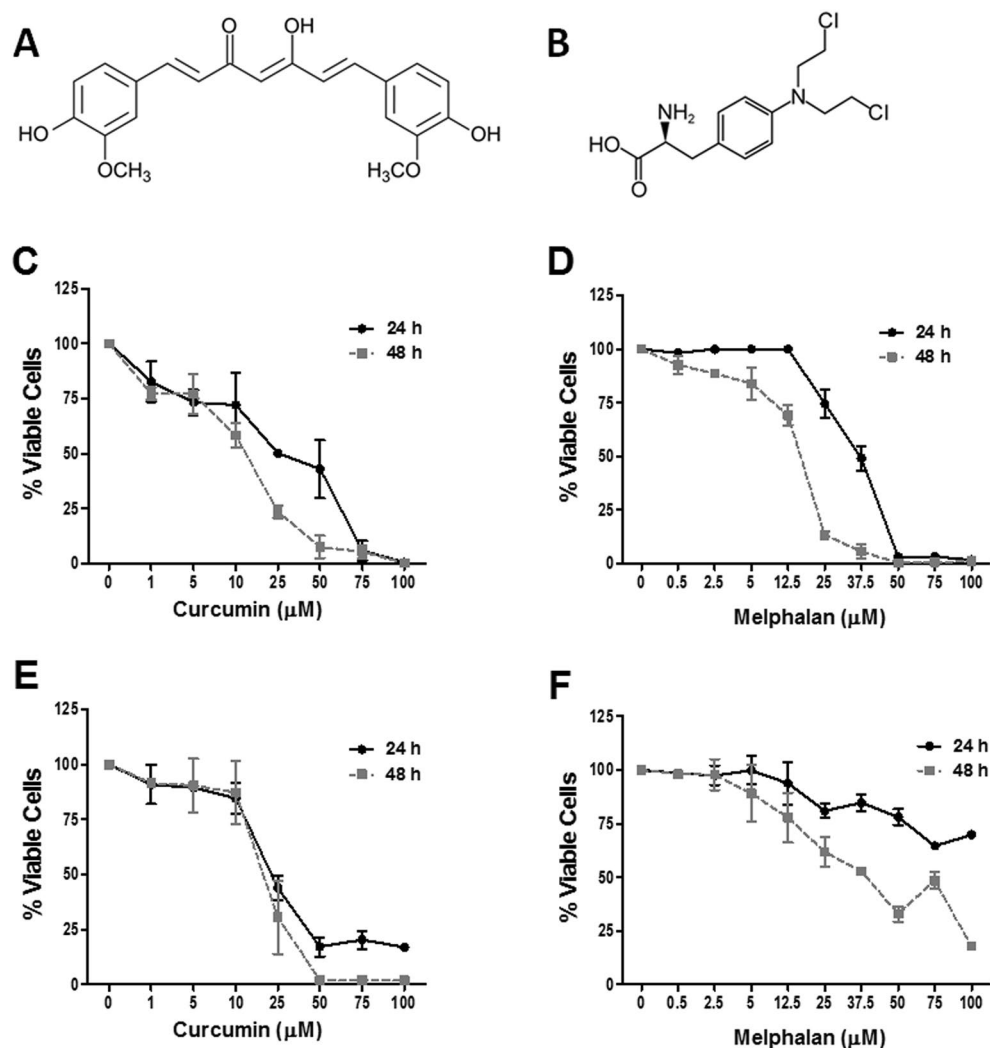 A
O
OH
HO
OCH3
H3CO
OH
B
Cl
N
Cl
NH2
HO
O
C
125
100
75
50
25
0
% Viable Cells
24 h
48 h
0 1 5 10 25 50 75 100
Curcumin (μM)
D
125
100
75
50
25
0
% Viable Cells
24 h
48 h
0 0.5 2.5 5 12.5 25 37.5 50 75 100
Melphalan (μM)
E
125
100
75
50
25
0
% Viable Cells
24 h
48 h
0 1 5 10 25 50 75 100
Curcumin (μM)
F
125
100
75
50
25
0
% Viable Cells
24 h
48 h
0 0.5 2.5 5 12.5 25 37.5 50 75 100
Melphalan (μM)